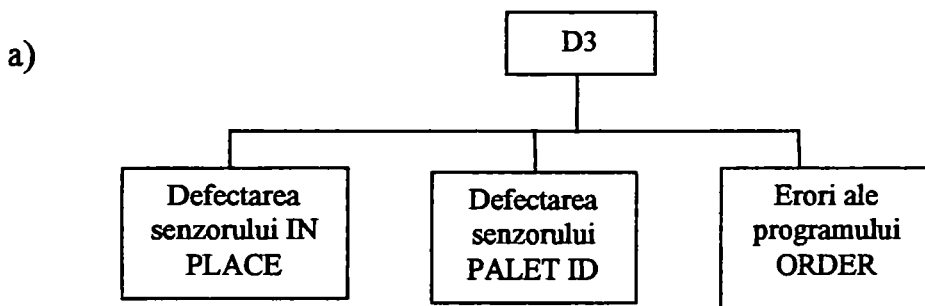 a)
D3
Defectarea
senzorului IN
PLACE
Defectarea
senzorului
PALET ID
Erori ale
programului
ORDER